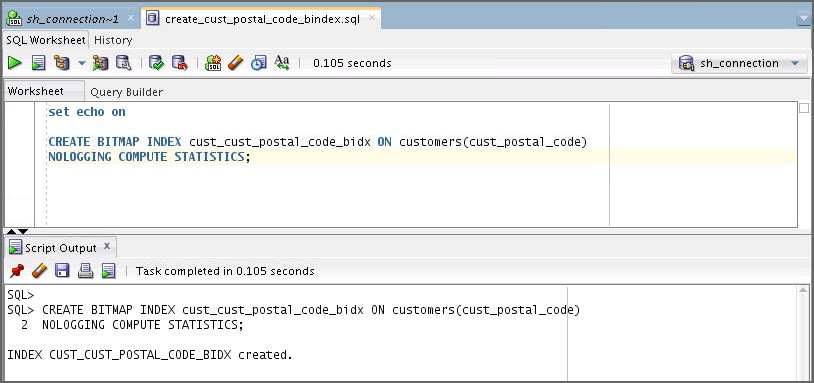 sh_connection~1 create_cust_postal_code_bindex.sql
SQL Worksheet History
0.105 seconds sh_connection
Worksheet Query Builder
set echo on
CREATE BITMAP INDEX cust_cust_postal_code_bidx ON customers(cust_postal_code)
NOLOGGING COMPUTE STATISTICS;
Script Output
Task completed in 0.105 seconds
SQL>
SQL> CREATE BITMAP INDEX cust_cust_postal_code_bidx ON customers(cust_postal_code)
2 NOLOGGING COMPUTE STATISTICS;
INDEX CUST_CUST_POSTAL_CODE_BIDX created.